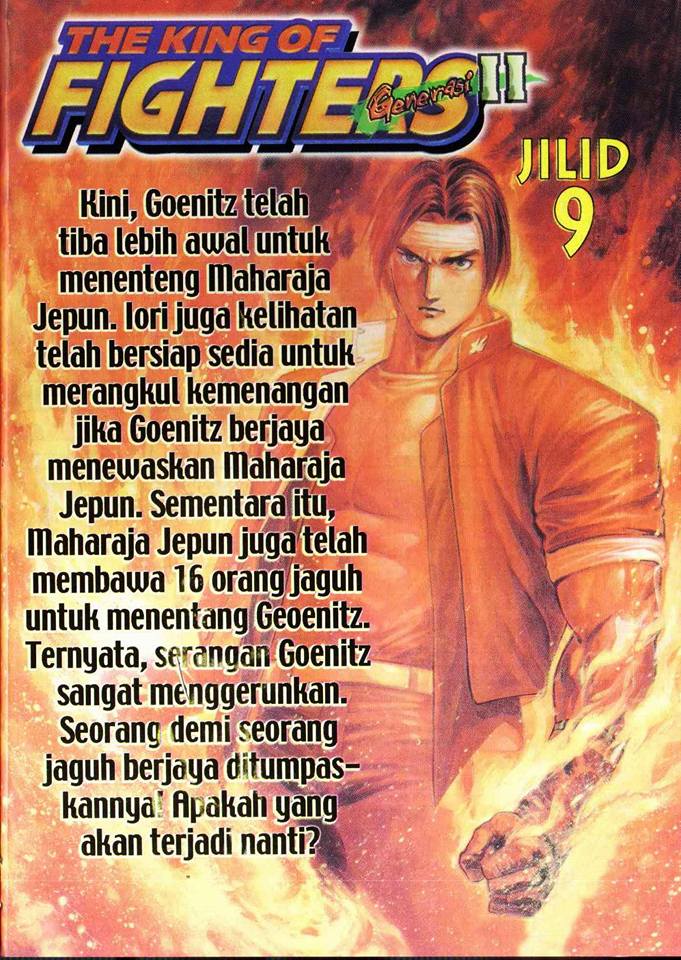 THE KING OF
FIGHTERS
Generasi II
JILID
9
Kini, Goenitz telah
tiba lebih awal untuk
menenteng Maharaja
Jepun. Iori juga kelihatan
telah bersiap sedia untuk
merangkul kemenangan
jika Goenitz berjaya
menewaskan Maharaja
Jepun. Sementara itu,
Maharaja Jepun juga telah
membawa 16 orang jaguh
untuk menentang Geoenitz.
Ternyata, serangan Goenitz
sangat menggerunkan.
Seorang demi seorang
jaguh berjaya ditumpas-
kannya! Apakah yang
akan terjadi nanti?